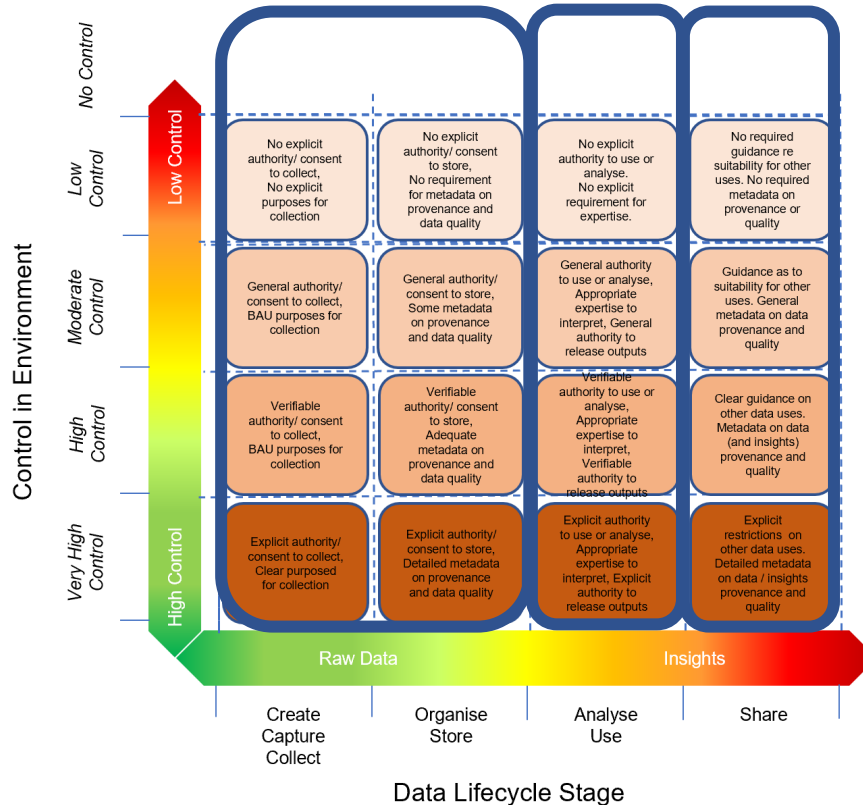 No Control
Low
Control
Moderate
Control
High
Control
Very High
Control
Control in Environment
Low Control
High Control
No explicit
authority/ consent
to collect,
No explicit
purposes for
collection
No explicit
authority/ consent
to store,
No requirement
for metadata on
provenance and
data quality
No explicit
authority to use or
analyse.
No explicit
requirement for
expertise.
No required
guidance re
suitability for other
uses. No required
metadata on
provenance or
quality
General authority/
consent to collect,
BAU purposes for
collection
General authority/
consent to store,
Some metadata
on provenance
and data quality
General authority
to use or analyse,
Appropriate
expertise to
interpret, General
authority to
release outputs
Guidance as to
suitability for other
uses. General
metadata on data
provenance and
quality
Verifiable
authority/ consent
to collect,
BAU purposes for
collection
Verifiable
authority/ consent
to store,
Adequate
metadata on
provenance and
data quality
Verifiable
authority to use or
analyse,
Appropriate
expertise to
interpret,
Verifiable
authority to
release outputs
Clear guidance on
other data uses.
Metadata on data
(and insights)
provenance and
quality
Explicit authority/
consent to collect,
Clear purposed
for collection
Explicit authority/
consent to store,
Detailed metadata
on provenance
and data quality
Explicit authority
to use or analyse,
Appropriate
expertise to
interpret, Explicit
authority to
release outputs
Explicit
restrictions on
other data uses.
Detailed metadata
on data / insights
provenance and
quality
Raw Data
Insights
Create
Capture
Collect
Organise
Store
Analyse
Use
Share
Data Lifecycle Stage